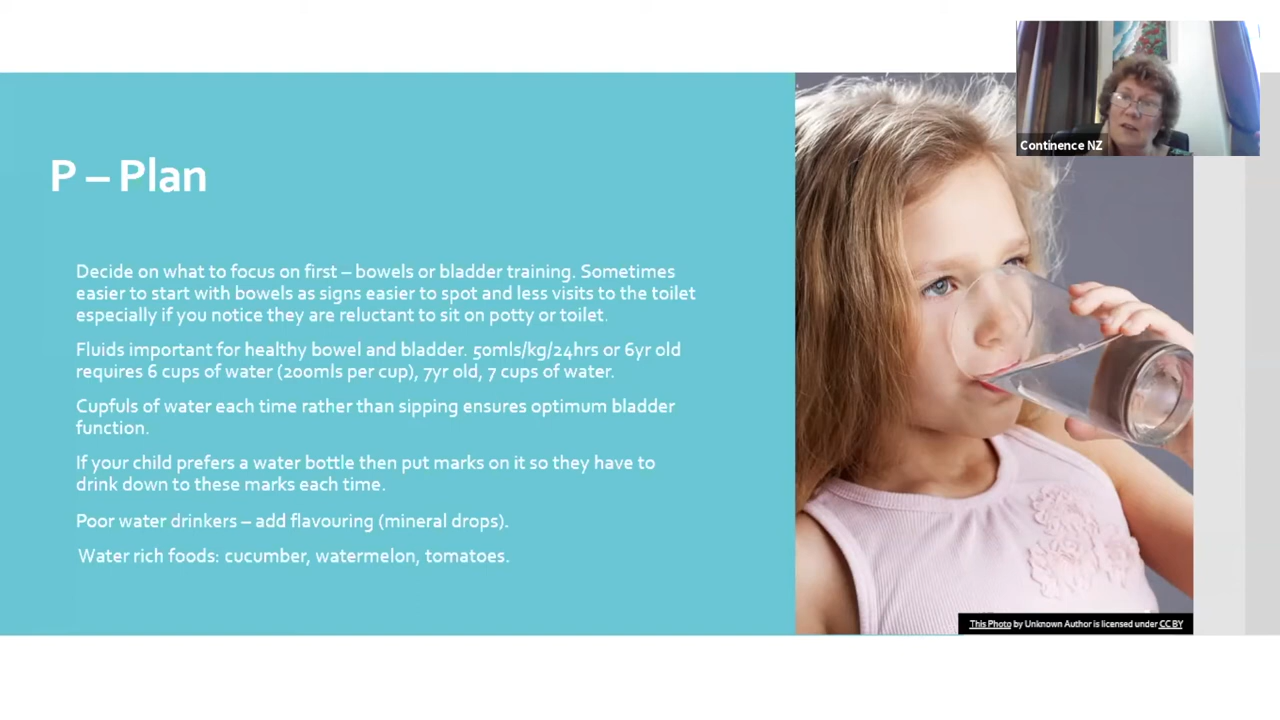 Continence NZ
P – Plan
Decide on what to focus on first – bowels or bladder training. Sometimes
easier to start with bowels as signs easier to spot and less visits to the toilet
especially if you notice they are reluctant to sit on potty or toilet.
Fluids important for healthy bowel and bladder. 50mls/kg/24hrs or 6yr old
requires 6 cups of water (200mls per cup), 7yr old, 7 cups of water.
Cupfuls of water each time rather than sipping ensures optimum bladder
function.
If your child prefers a water bottle then put marks on it so they have to
drink down to these marks each time.
Poor water drinkers – add flavouring (mineral drops).
Water rich foods: cucumber, watermelon, tomatoes.
This Photo by Unknown Author is licensed under CC BY